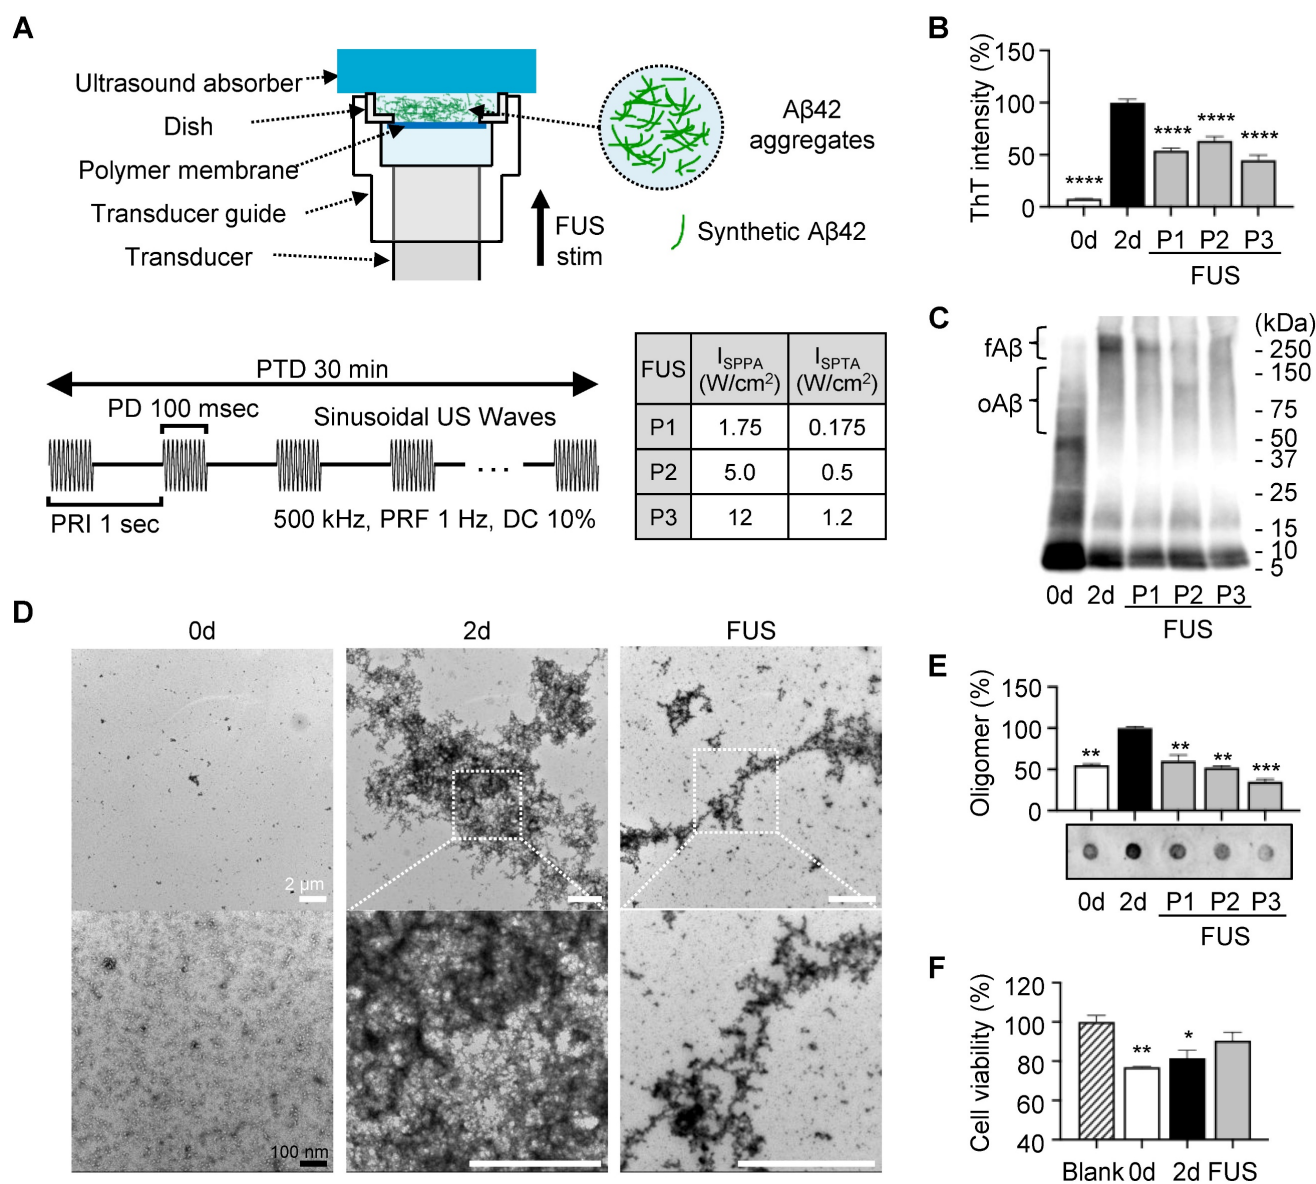 A
Ultrasound absorber
Dish
Polymer membrane
Transducer guide
Transducer
FUS
stim
Aβ42
aggregates
Synthetic Aβ42
PTD 30 min
PD 100 msec
Sinusoidal US Waves
...
PRI 1 sec
500 kHz, PRF 1 Hz, DC 10%
FUS ISPPA (W/cm2) ISPTA (W/cm2)
P1 1.75 0.175
P2 5.0 0.5
P3 12 1.2
B
ThT intensity (%)
150
100
50
0
****
****
****
****
0d 2d P1 P2 P3
FUS
C
(kDa)
fAβ
oAβ
- 250
- 150
- 75
- 50
- 37
- 25
- 15
- 10
- 5
0d 2d P1 P2 P3
FUS
D
0d 2d FUS
2 μm
100 nm
E
Oligomer (%)
150
100
50
0
**
**
**
***
0d 2d P1 P2 P3
FUS
F
Cell viability (%)
120
100
80
60
40
**
*
Blank 0d 2d FUS